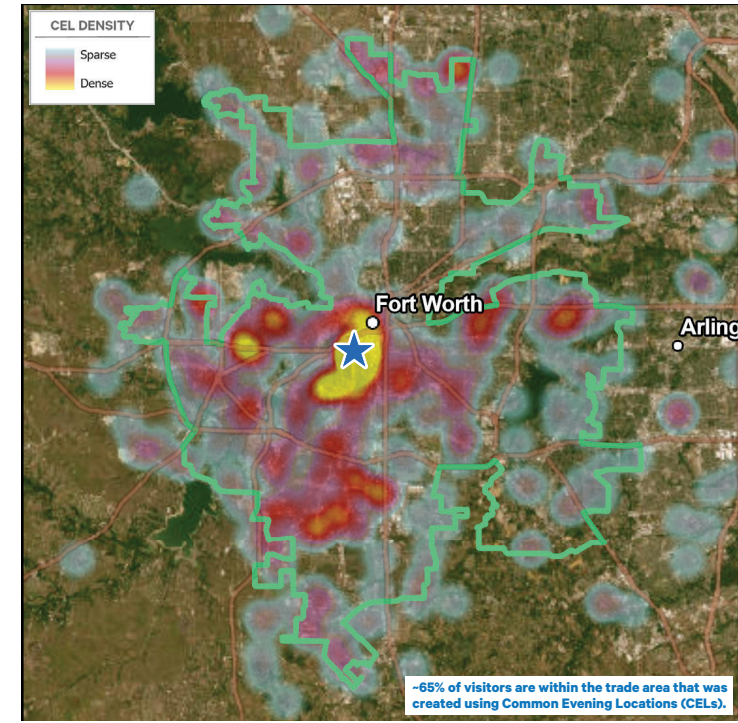 CEL DENSITY
Sparse
Dense
Fort Worth
Arling
~65% of visitors are within the trade area that was
created using Common Evening Locations (CELs).